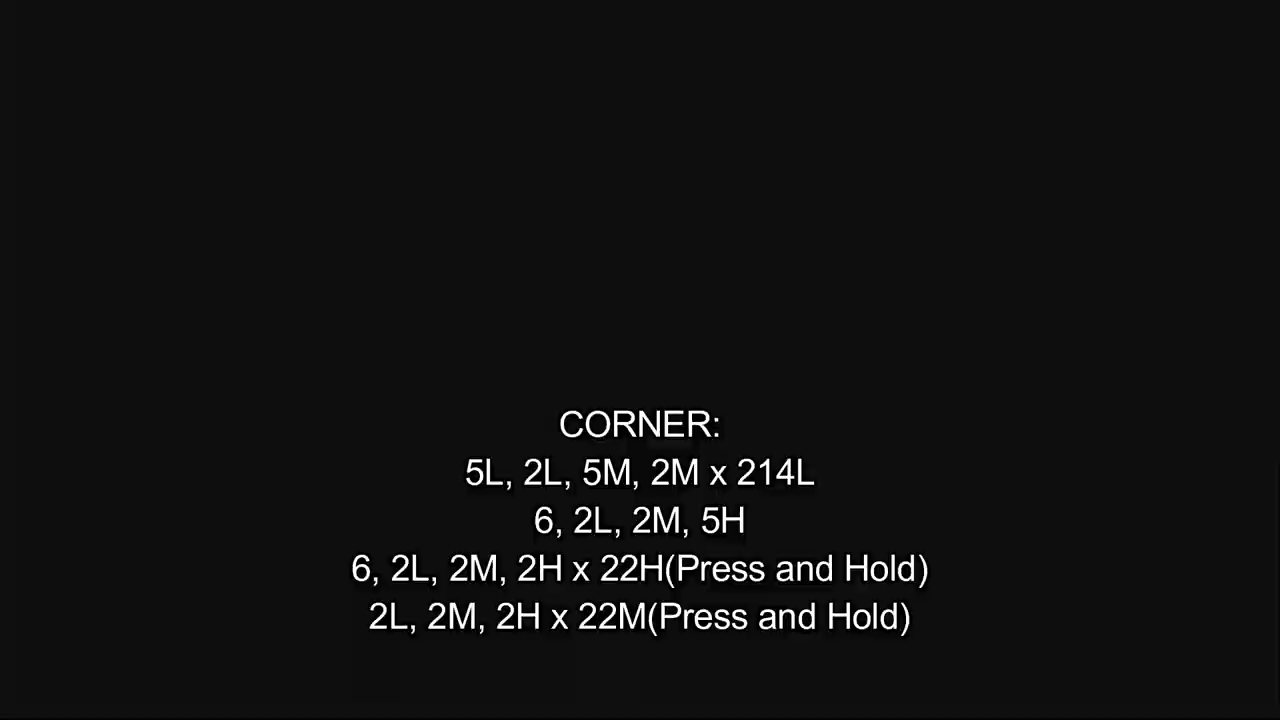 CORNER:
5L, 2L, 5M, 2M x 214L
6, 2L, 2M, 5H
6, 2L, 2M, 2H x 22H(Press and Hold)
2L, 2M, 2H x 22M(Press and Hold)